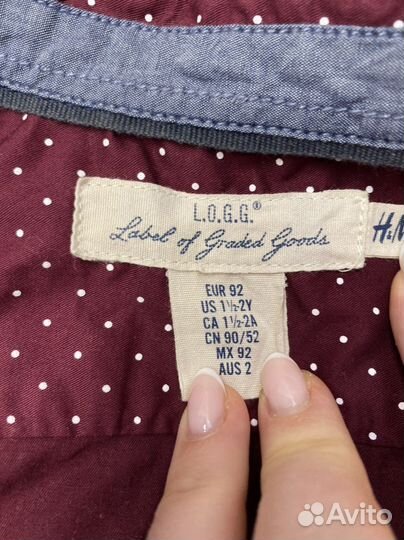 L.O.G.G.®
Label of Graded Goods
H&M
EUR 92
US 1½-2Y
CA 1½-2A
CN 90/52
MX 92
AUS 2
Avito